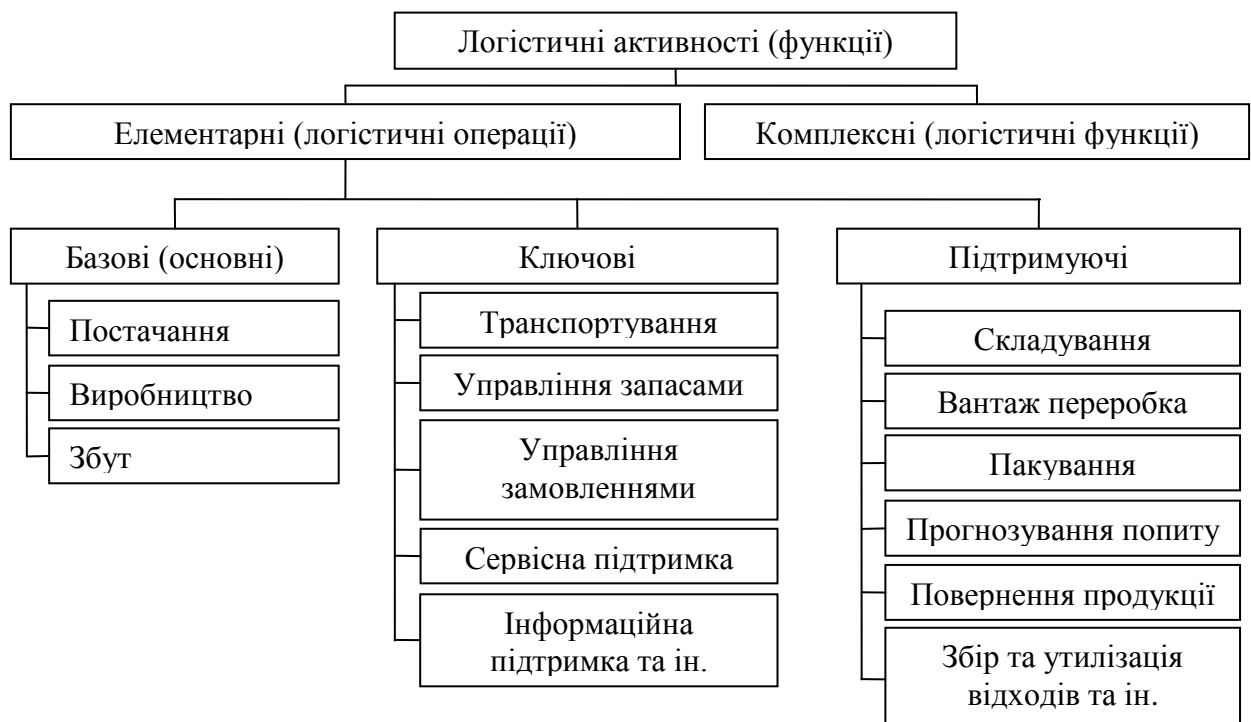 Логістичні активності (функції)
Елементарні (логістичні операції)
Комплексні (логістичні функції)
Базові (основні)
Постачання
Виробництво
Збут
Ключові
Транспортування
Управління запасами
Управління
замовленнями
Сервісна підтримка
Інформаційна
підтримка та ін.
Підтримуючі
Складування
Вантаж переробка
Пакування
Прогнозування попиту
Повернення продукції
Збір та утилізація
відходів та ін.